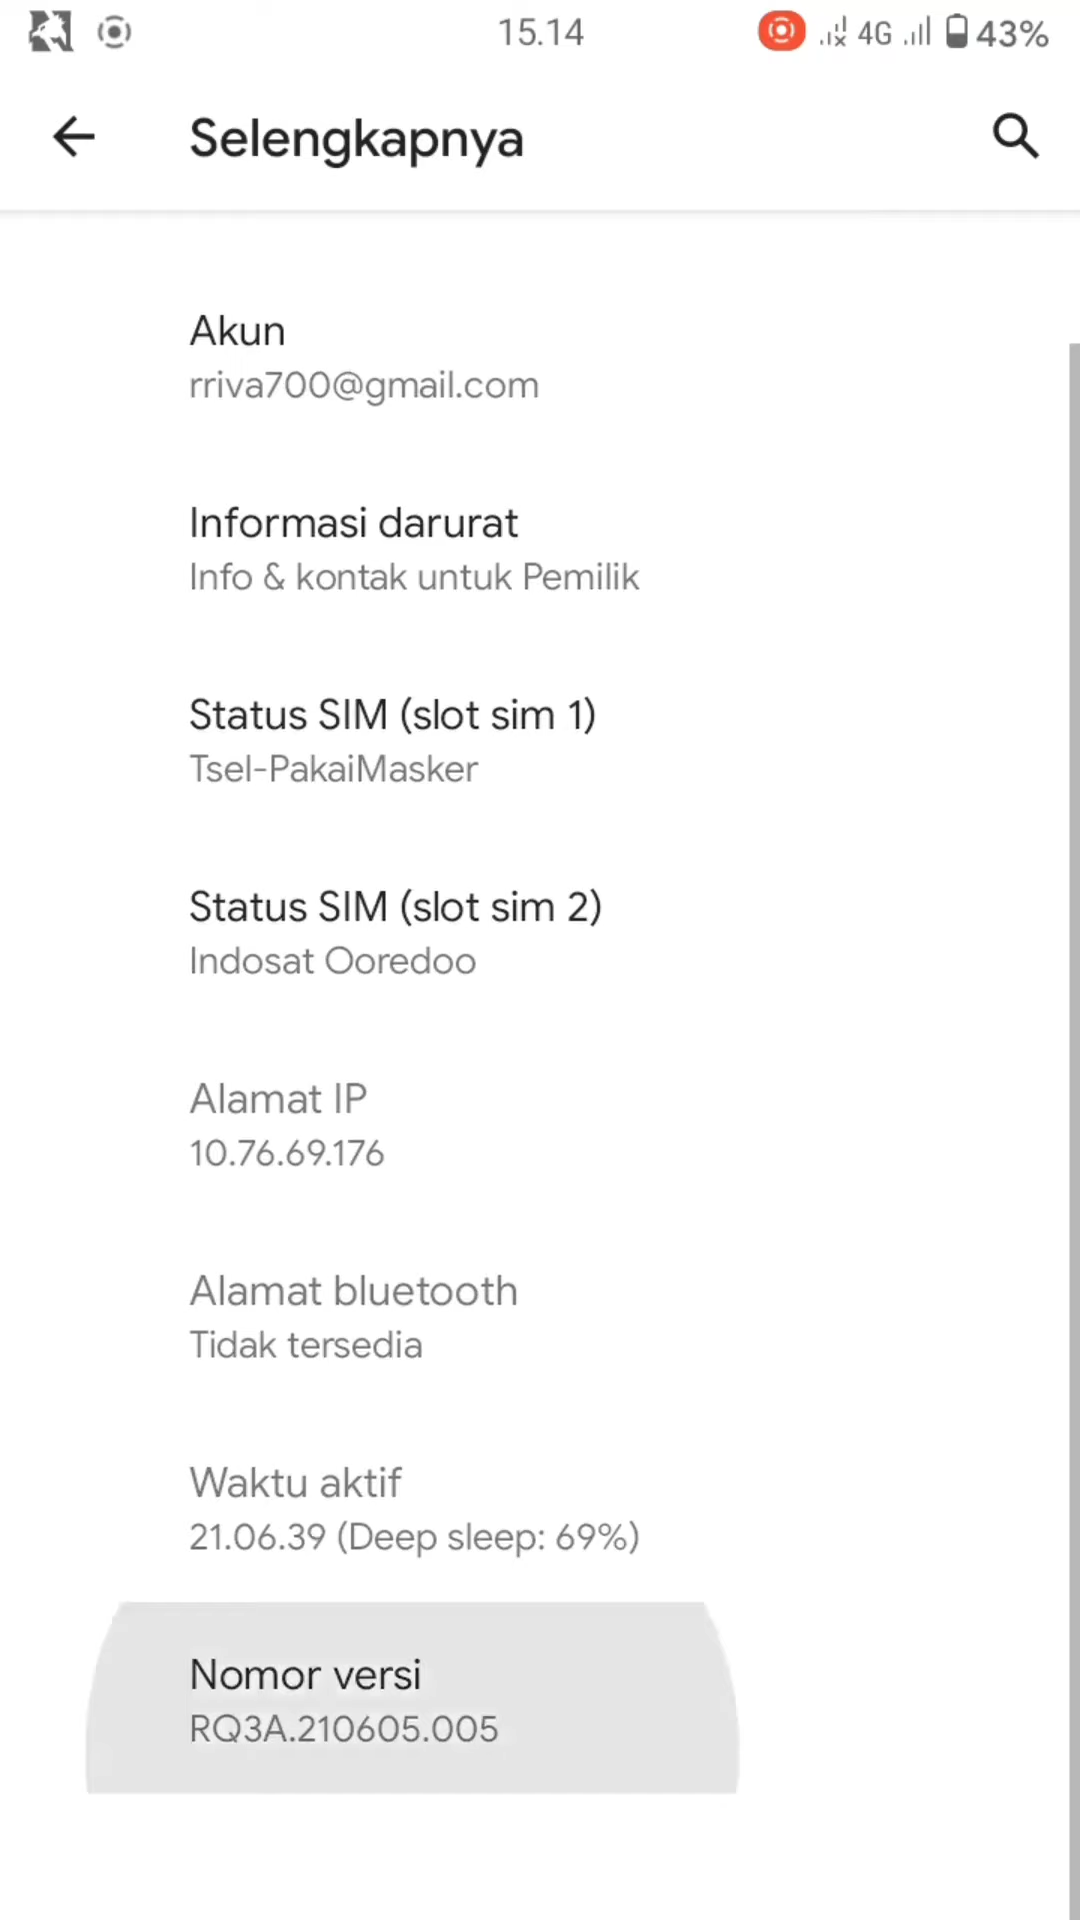 15.14
4G
43%
Selengkapnya
Akun
rriva700@gmail.com
Informasi darurat
Info & kontak untuk Pemilik
Status SIM (slot sim 1)
Tsel-PakaiMasker
Status SIM (slot sim 2)
Indosat Ooredoo
Alamat IP
10.76.69.176
Alamat bluetooth
Tidak tersedia
Waktu aktif
21.06.39 (Deep sleep: 69%)
Nomor versi
RQ3A.210605.005